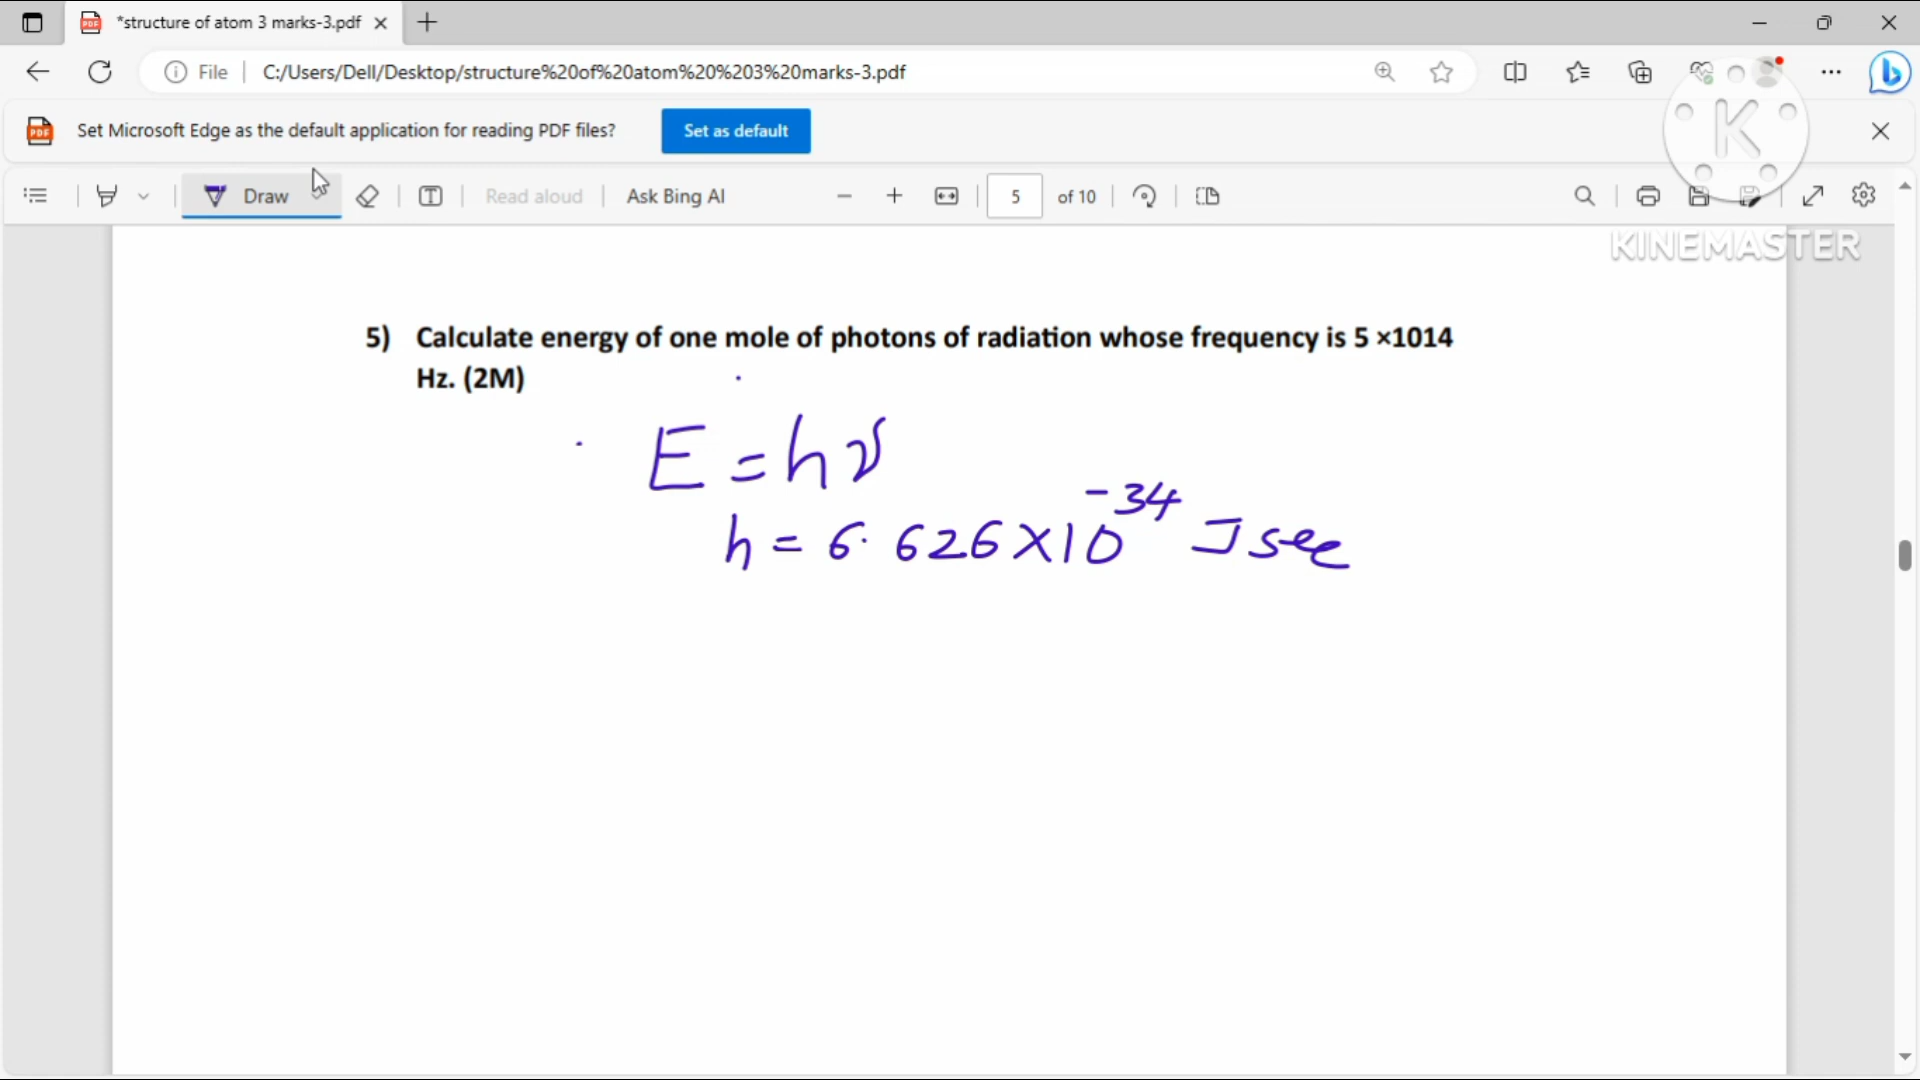 *structure of atom 3 marks-3.pdf
File | C:/Users/Dell/Desktop/structure%20of%20atom%20%203%20marks-3.pdf
Set Microsoft Edge as the default application for reading PDF files? Set as default
K
Draw Read aloud Ask Bing AI 5 of 10
KINEMASTER
5) Calculate energy of one mole of photons of radiation whose frequency is 5 ×1014
Hz. (2M)
E = hν
h = 6.626×10⁻³⁴ J sec